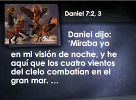 Daniel 7:2, 3
Daniel dijo:
‘Miraba yo
en mi visión de noche, y he
aquí que los cuatro vientos
del cielo combatían en el
gran mar. …